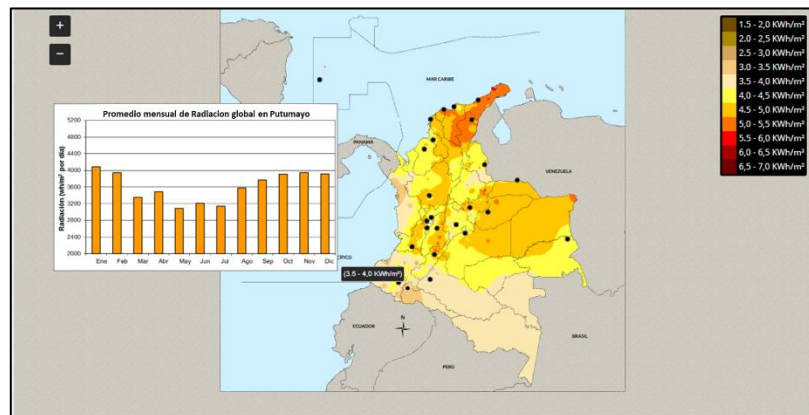 +
−
MAR CARIBE
PANAMA
VENEZUELA
Promedio mensual de Radiacion global en Putumayo
Radiación (wh/m² por día)
5200
4800
4400
4000
3600
3200
2800
2400
2000
Ene Feb Mar Abr May Jun Jul Ago Sep Oct Nov Dic
(3.5 - 4,0 KWh/m²)
N
ECUADOR
PERÚ
BRASIL
1.5 - 2,0 KWh/m²
2.0 - 2,5 KWh/m²
2.5 - 3,0 KWh/m²
3.0 - 3.5 KWh/m²
3.5 - 4,0 KWh/m²
4,0 - 4,5 KWh/m²
4.5 - 5,0 KWh/m²
5,0 - 5,5 KWh/m²
5,5 - 6,0 KWh/m²
6,0 - 6,5 KWh/m²
6,5 - 7,0 KWh/m²